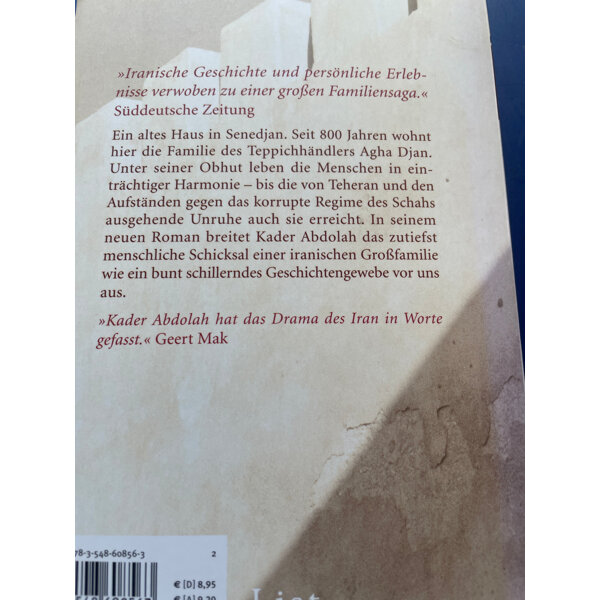 »Iranische Geschichte und persönliche Erleb-
nisse verwoben zu einer großen Familiensaga.«
Süddeutsche Zeitung
Ein altes Haus in Senedjan. Seit 800 Jahren wohnt
hier die Familie des Teppichhändlers Agha Djan.
Unter seiner Obhut leben die Menschen in ein-
trächtiger Harmonie – bis die von Teheran und den
Aufständen gegen das korrupte Regime des Schahs
ausgehende Unruhe auch sie erreicht. In seinem
neuen Roman breitet Kader Abdolah das zutiefst
menschliche Schicksal einer iranischen Großfamilie
wie ein bunt schillerndes Geschichtengewebe vor uns
aus.
»Kader Abdolah hat das Drama des Iran in Worte
gefasst.« Geert Mak
78-3-548-60856-3 2
€ [D] 8,95
€ [A] 9,20
List